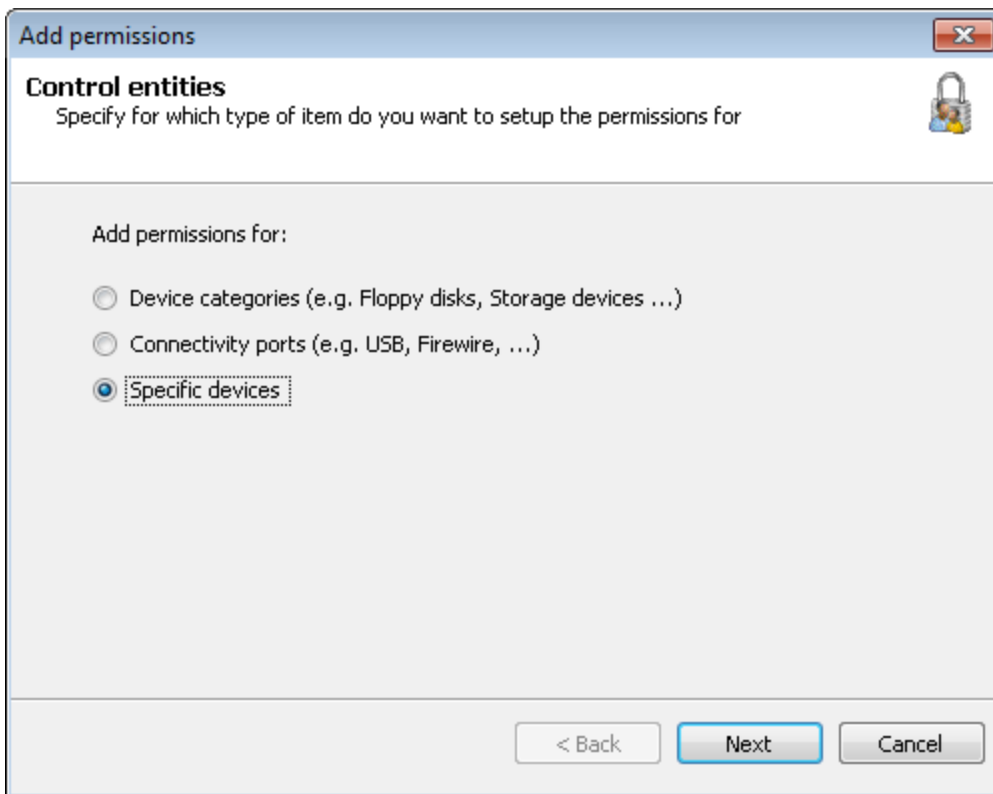 Add permissions
Control entities
Specify for which type of item do you want to setup the permissions for
Add permissions for:
Device categories (e.g. Floppy disks, Storage devices ...)
Connectivity ports (e.g. USB, Firewire, ...)
Specific devices
< Back Next Cancel